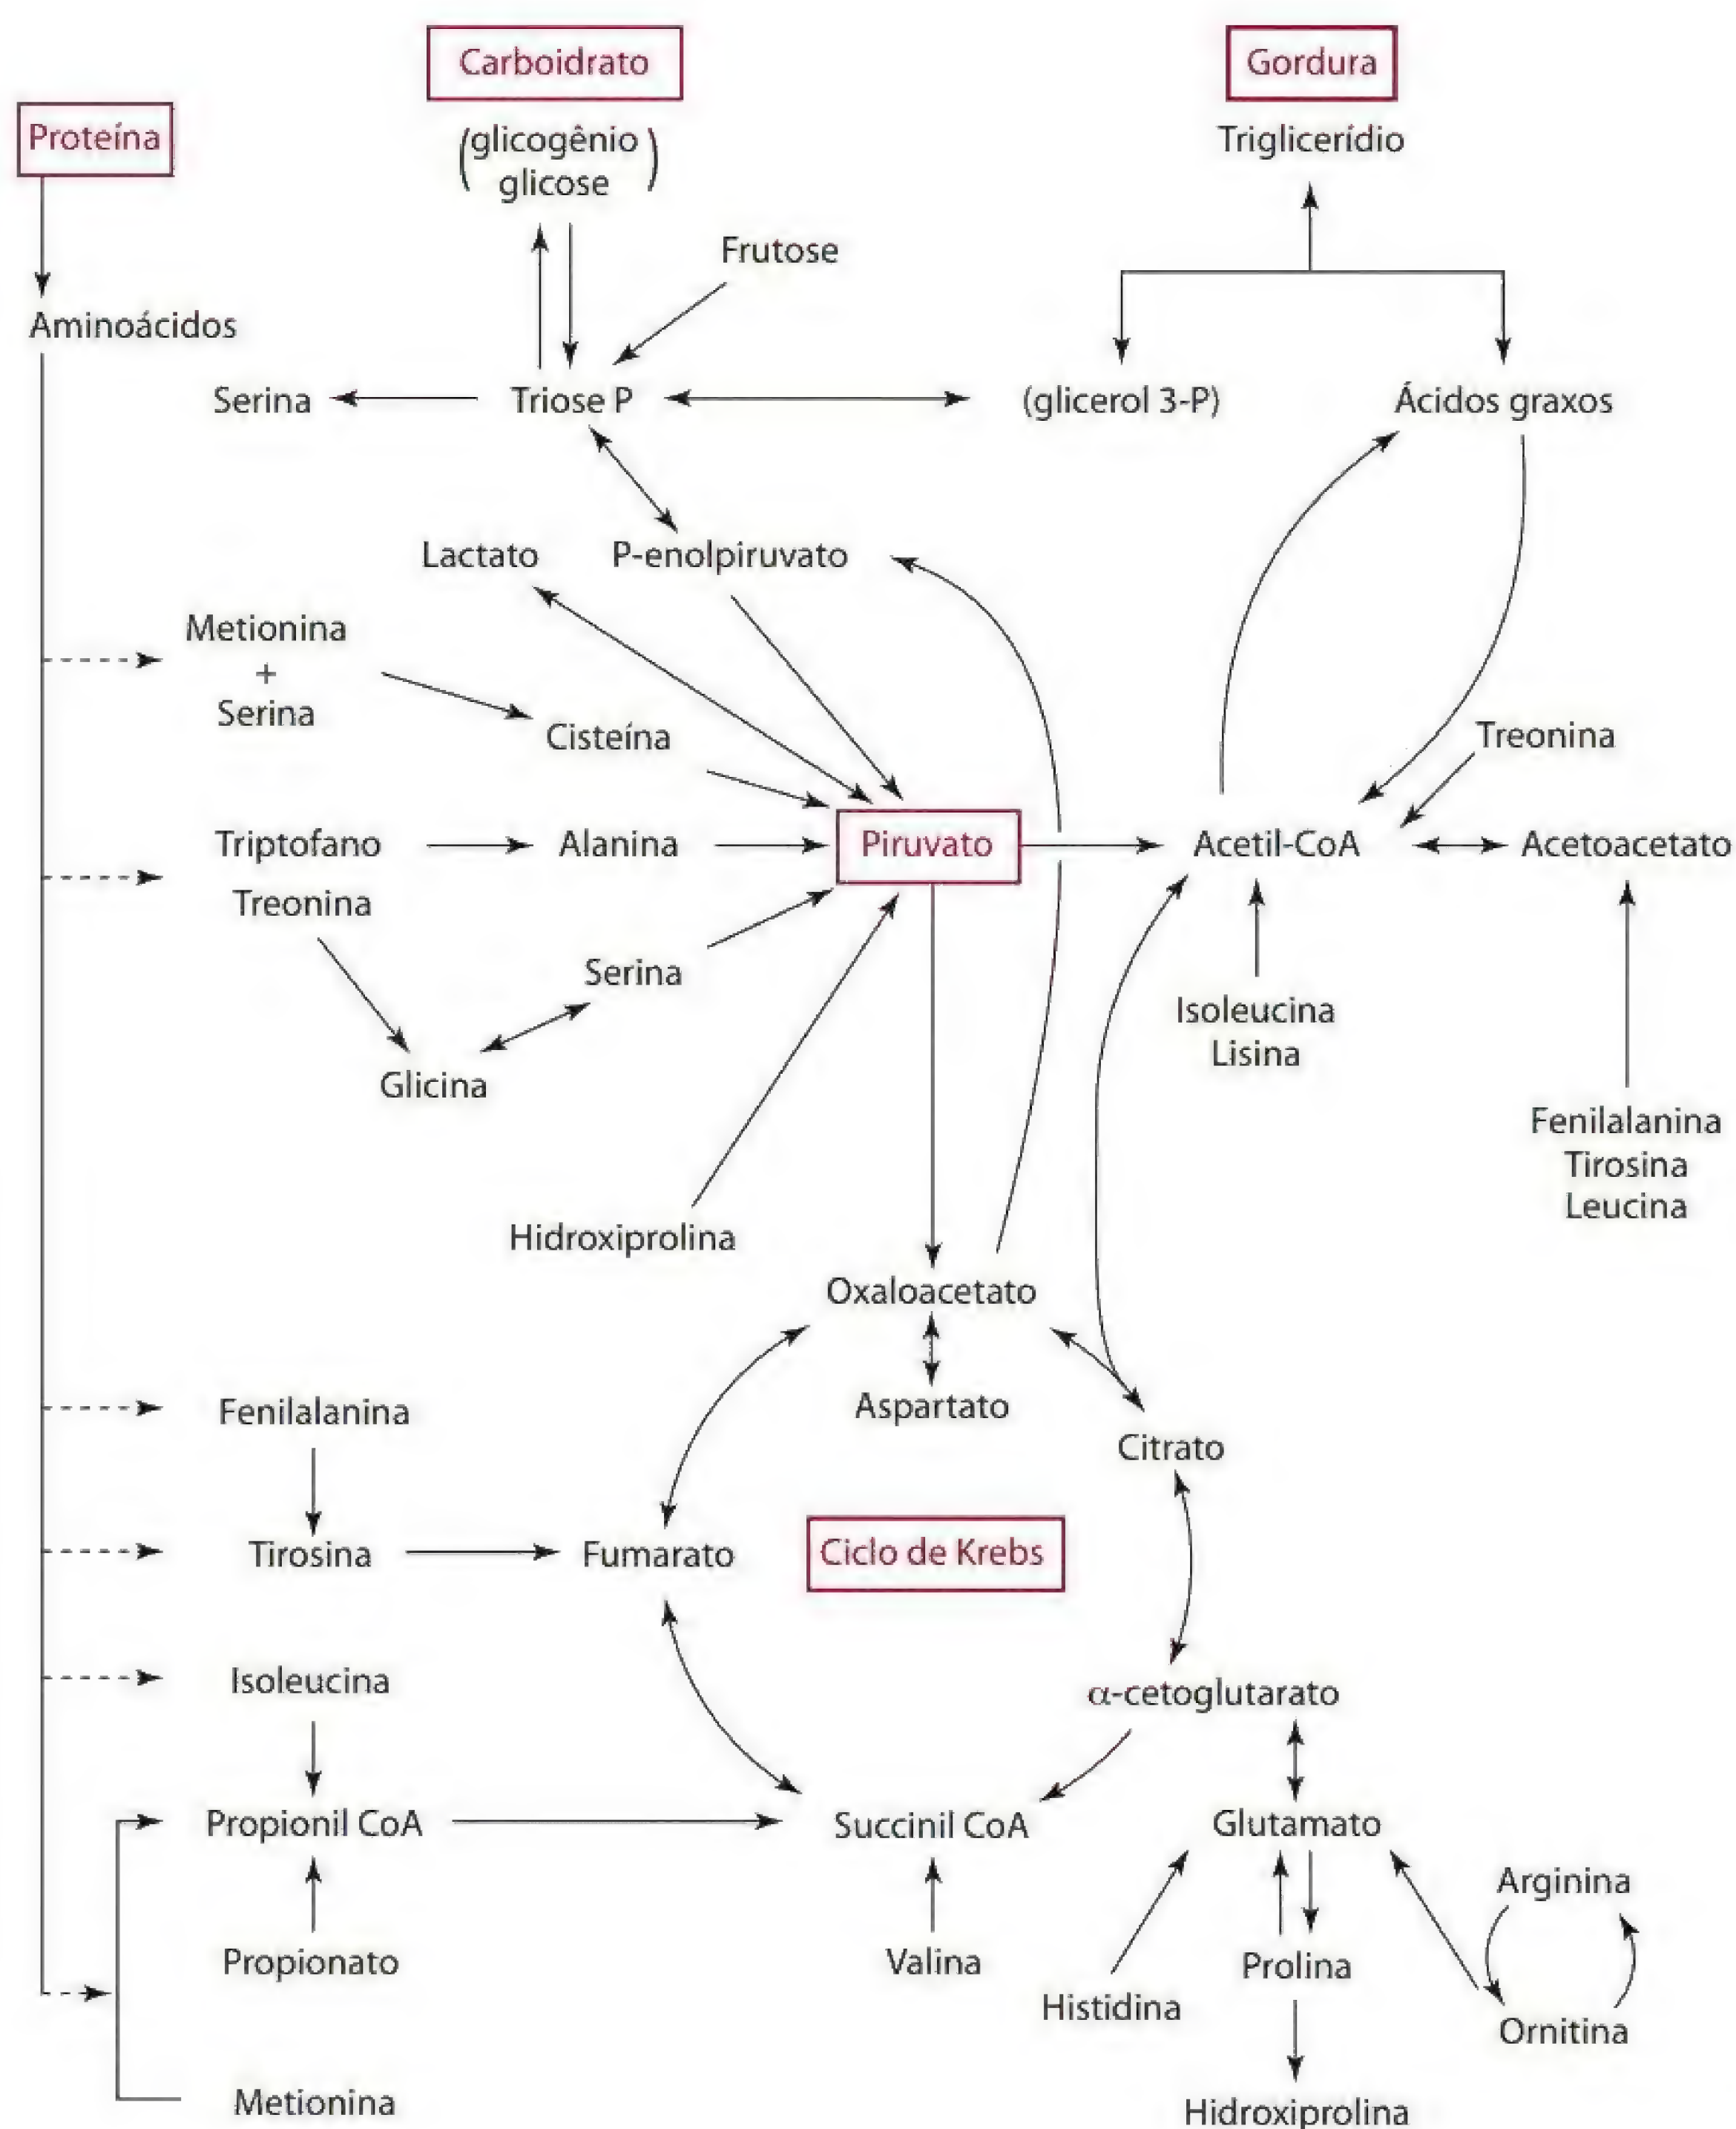 Carboidrato
Gordura
Proteína
(glicogênio
glicose)
Triglicerídio
Frutose
Aminoácidos
Serina
Triose P
(glicerol 3-P)
Ácidos graxos
Lactato
P-enolpiruvato
Metionina
+
Serina
Cisteína
Treonina
Triptofano
Alanina
Piruvato
Acetil-CoA
Acetoacetato
Treonina
Serina
Isoleucina
Lisina
Glicina
Fenilalanina
Tirosina
Leucina
Hidroxiprolina
Oxaloacetato
Aspartato
Fenilalanina
Citrato
Tirosina
Fumarato
Ciclo de Krebs
Isoleucina
α-cetoglutarato
Propionil CoA
Succinil CoA
Glutamato
Arginina
Propionato
Valina
Prolina
Histidina
Ornitina
Metionina
Hidroxiprolina